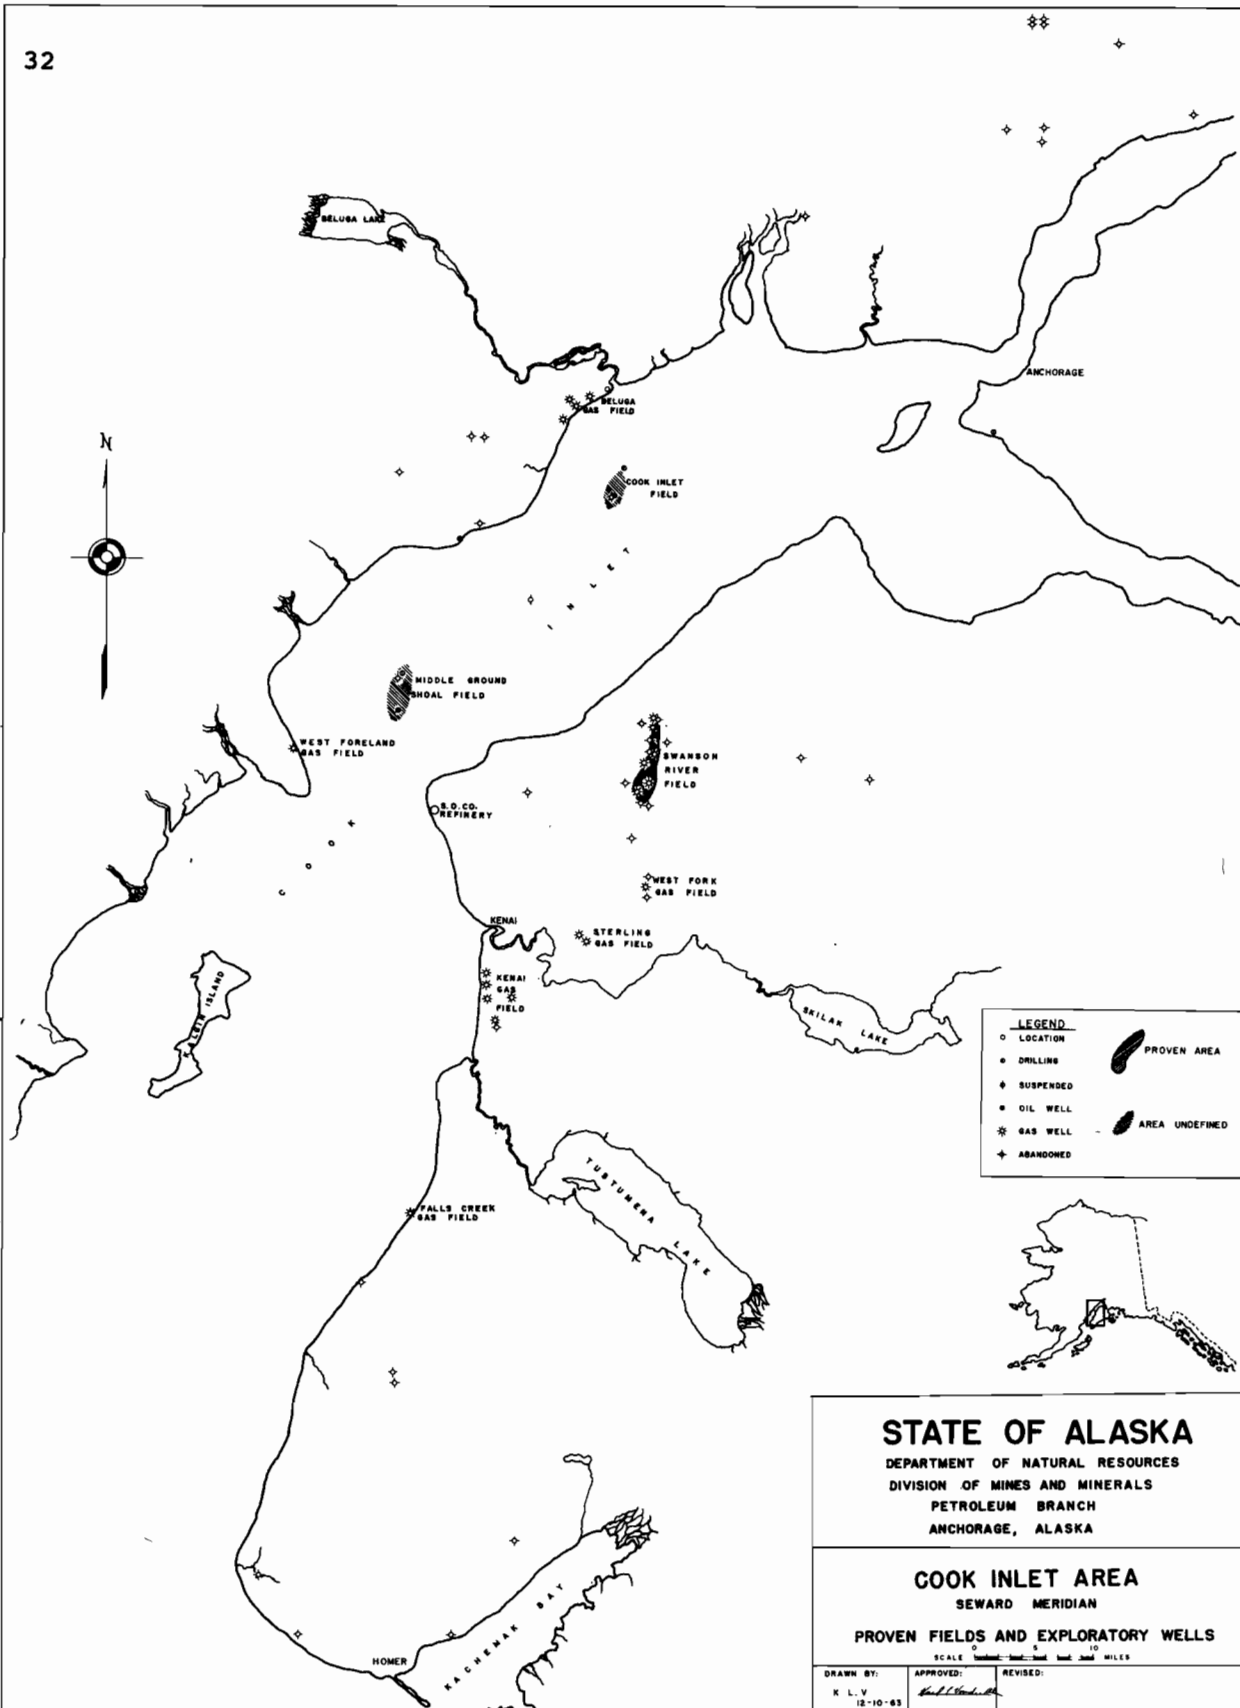 32
BELUGA LAKE
ANCHORAGE
BELUGA
GAS FIELD
N
COOK INLET
FIELD
INLET
MIDDLE GROUND
SHOAL FIELD
WEST FORELAND
GAS FIELD
SWANSON
RIVER
FIELD
S.O.CO.
REFINERY
COOK
WEST FORK
GAS FIELD
KENAI
STERLING
GAS FIELD
KENAI
GAS
FIELD
KALGIN ISLAND
SKILAK LAKE
LEGEND
LOCATION
DRILLING
SUSPENDED
OIL WELL
GAS WELL
ABANDONED
PROVEN AREA
AREA UNDEFINED
TUSTUMENA LAKE
FALLS CREEK
GAS FIELD
STATE OF ALASKA
DEPARTMENT OF NATURAL RESOURCES
DIVISION OF MINES AND MINERALS
PETROLEUM BRANCH
ANCHORAGE, ALASKA
COOK INLET AREA
SEWARD MERIDIAN
PROVEN FIELDS AND EXPLORATORY WELLS
SCALE 0 5 10 MILES
KACHEMAK BAY
HOMER
DRAWN BY:
K L.V
12-10-63
APPROVED:
REVISED: